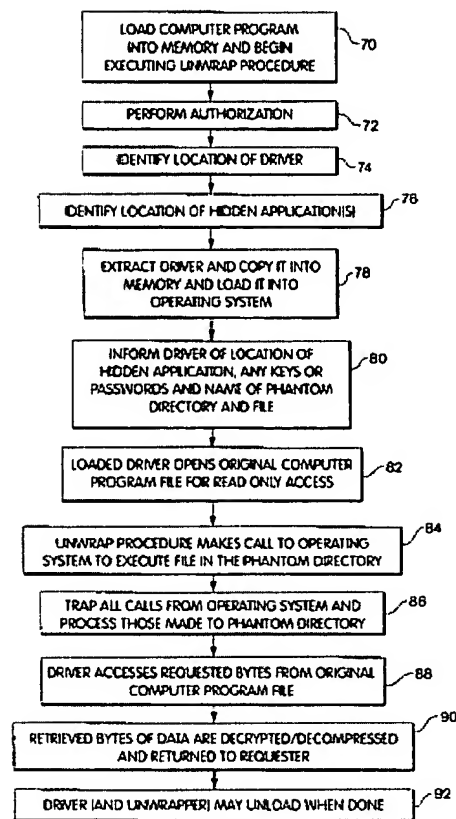 LOAD COMPUTER PROGRAM
INTO MEMORY AND BEGIN
EXECUTING UNWRAP PROCEDURE
70
PERFORM AUTHORIZATION
72
IDENTIFY LOCATION OF DRIVER
74
IDENTIFY LOCATION OF HIDDEN APPLICATION(S)
76
EXTRACT DRIVER AND COPY IT INTO
MEMORY AND LOAD IT INTO
OPERATING SYSTEM
78
INFORM DRIVER OF LOCATION OF
HIDDEN APPLICATION, ANY KEYS OR
PASSWORDS AND NAME OF PHANTOM
DIRECTORY AND FILE
80
LOADED DRIVER OPENS ORIGINAL COMPUTER
PROGRAM FILE FOR READ ONLY ACCESS
82
UNWRAP PROCEDURE MAKES CALL TO OPERATING
SYSTEM TO EXECUTE FILE IN THE PHANTOM DIRECTORY
84
TRAP ALL CALLS FROM OPERATING SYSTEM AND
PROCESS THOSE MADE TO PHANTOM DIRECTORY
86
DRIVER ACCESSES REQUESTED BYTES FROM ORIGINAL
COMPUTER PROGRAM FILE
88
RETRIEVED BYTES OF DATA ARE DECRYPTED/DECOMPRESSED
AND RETURNED TO REQUESTER
90
DRIVER (AND UNWRAPPER) MAY UNLOAD WHEN DONE
92